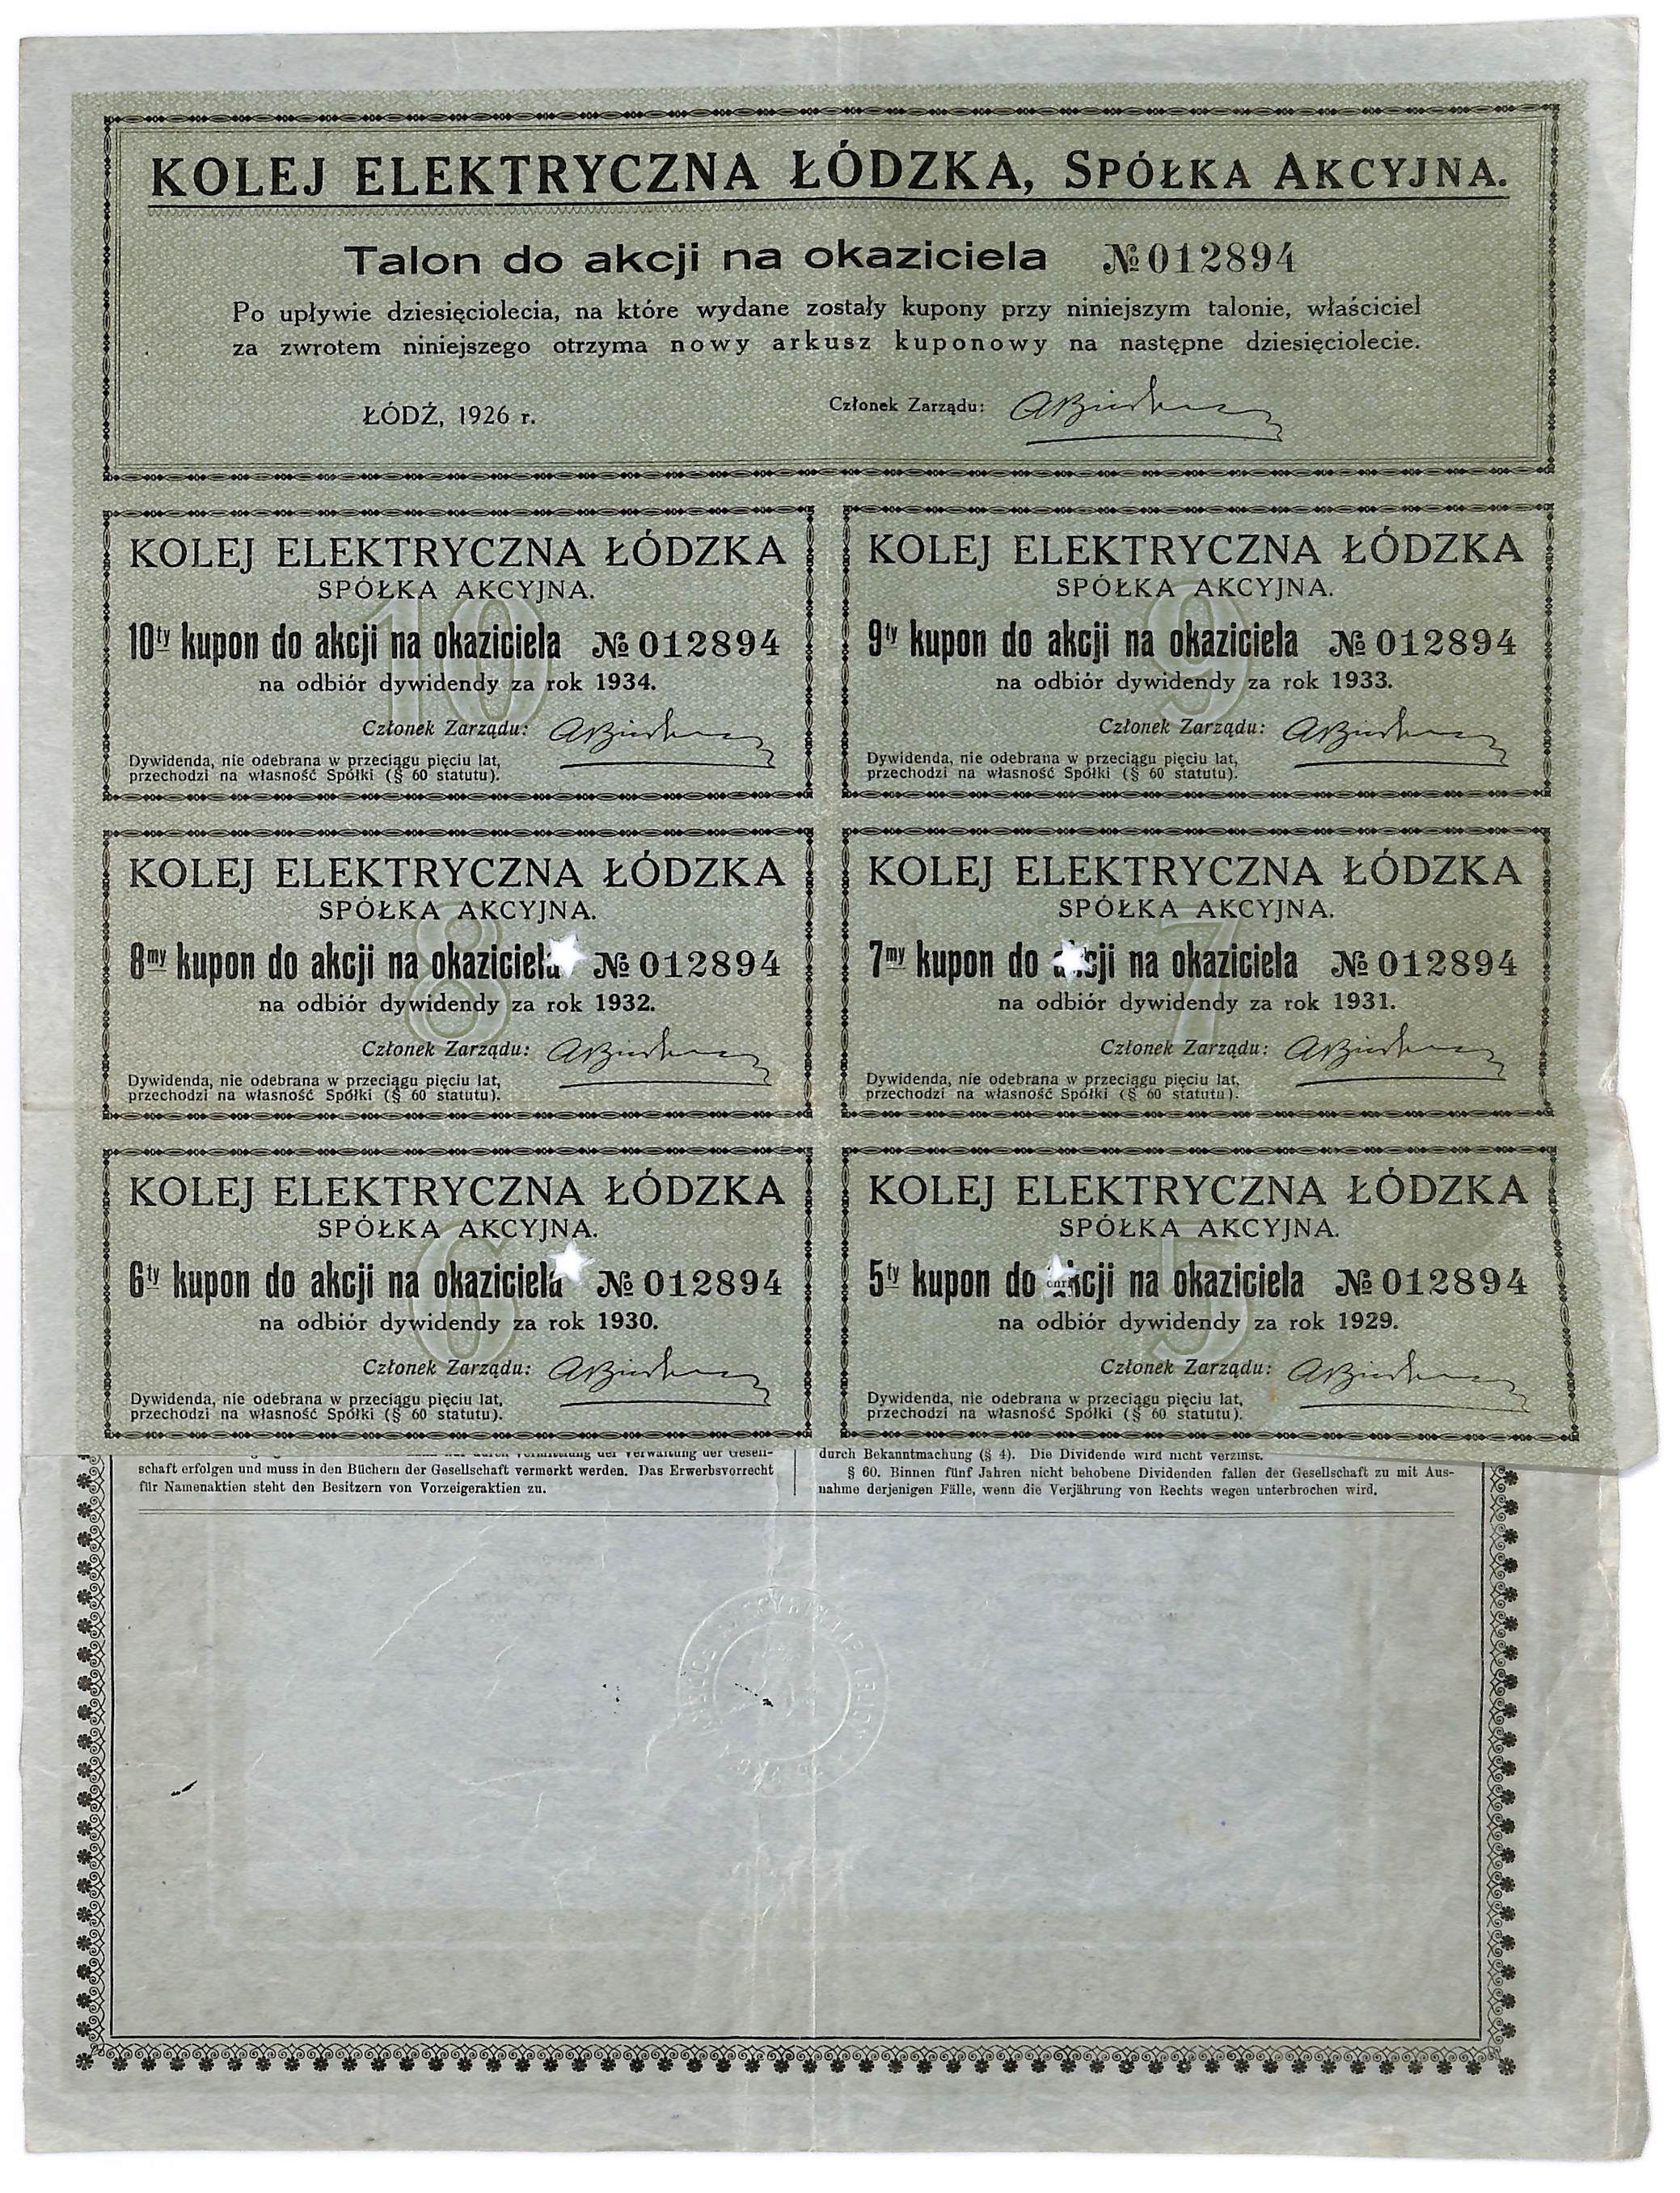 KOLEJ ELEKTRYCZNA ŁÓDZKA, SPÓŁKA AKCYJNA.
Talon do akcji na okaziciela № 012894
Po upływie dziesięciolecia, na które wydane zostały kupony przy niniejszym talonie, właściciel
za zwrotem niniejszego otrzyma nowy arkusz kuponowy na następne dziesięciolecie.
ŁÓDŹ, 1926 r.
Członek Zarządu:
KOLEJ ELEKTRYCZNA ŁÓDZKA
SPÓŁKA AKCYJNA.
10
10ty kupon do akcji na okaziciela № 012894
na odbiór dywidendy za rok 1934.
Członek Zarządu:
Dywidenda, nie odebrana w przeciągu pięciu lat,
przechodzi na własność Spółki (§ 60 statutu).
KOLEJ ELEKTRYCZNA ŁÓDZKA
SPÓŁKA AKCYJNA.
9
9ty kupon do akcji na okaziciela № 012894
na odbiór dywidendy za rok 1933.
Członek Zarządu:
Dywidenda, nie odebrana w przeciągu pięciu lat,
przechodzi na własność Spółki (§ 60 statutu).
KOLEJ ELEKTRYCZNA ŁÓDZKA
SPÓŁKA AKCYJNA.
8
8my kupon do akcji na okaziciela № 012894
na odbiór dywidendy za rok 1932.
Członek Zarządu:
Dywidenda, nie odebrana w przeciągu pięciu lat,
przechodzi na własność Spółki (§ 60 statutu).
KOLEJ ELEKTRYCZNA ŁÓDZKA
SPÓŁKA AKCYJNA.
7
7my kupon do akcji na okaziciela № 012894
na odbiór dywidendy za rok 1931.
Członek Zarządu:
Dywidenda, nie odebrana w przeciągu pięciu lat,
przechodzi na własność Spółki (§ 60 statutu).
KOLEJ ELEKTRYCZNA ŁÓDZKA
SPÓŁKA AKCYJNA.
6
6ty kupon do akcji na okaziciela № 012894
na odbiór dywidendy za rok 1930.
Członek Zarządu:
Dywidenda, nie odebrana w przeciągu pięciu lat,
przechodzi na własność Spółki (§ 60 statutu).
KOLEJ ELEKTRYCZNA ŁÓDZKA
SPÓŁKA AKCYJNA.
5
5ty kupon do akcji na okaziciela № 012894
na odbiór dywidendy za rok 1929.
Członek Zarządu:
Dywidenda, nie odebrana w przeciągu pięciu lat,
przechodzi na własność Spółki (§ 60 statutu).
durch Vermittlung der Verwaltung der Gesell-
schaft erfolgen und muss in den Büchern der Gesellschaft vermerkt werden. Das Erwerbsvorrecht
für Namenaktien steht den Besitzern von Vorzeigeraktien zu.
durch Bekanntmachung (§ 4). Die Dividende wird nicht verzinst.
§ 60. Binnen fünf Jahren nicht behobene Dividenden fallen der Gesellschaft zu mit Aus-
nahme derjenigen Fälle, wenn die Verjährung von Rechts wegen unterbrochen wird.